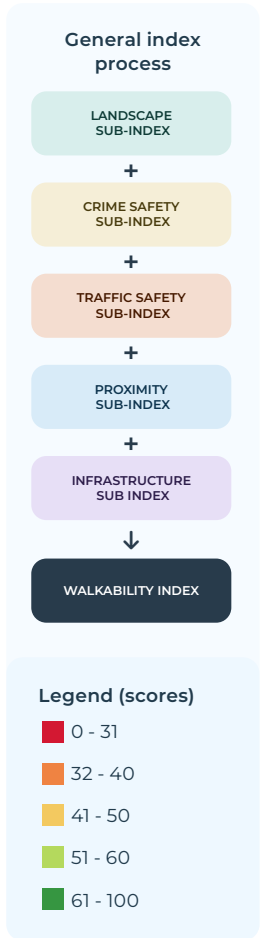 General index
process
LANDSCAPE
SUB-INDEX
+
CRIME SAFETY
SUB-INDEX
+
TRAFFIC SAFETY
SUB-INDEX
+
PROXIMITY
SUB-INDEX
+
INFRASTRUCTURE
SUB INDEX
↓
WALKABILITY INDEX
Legend (scores)
0 - 31
32 - 40
41 - 50
51 - 60
61 - 100